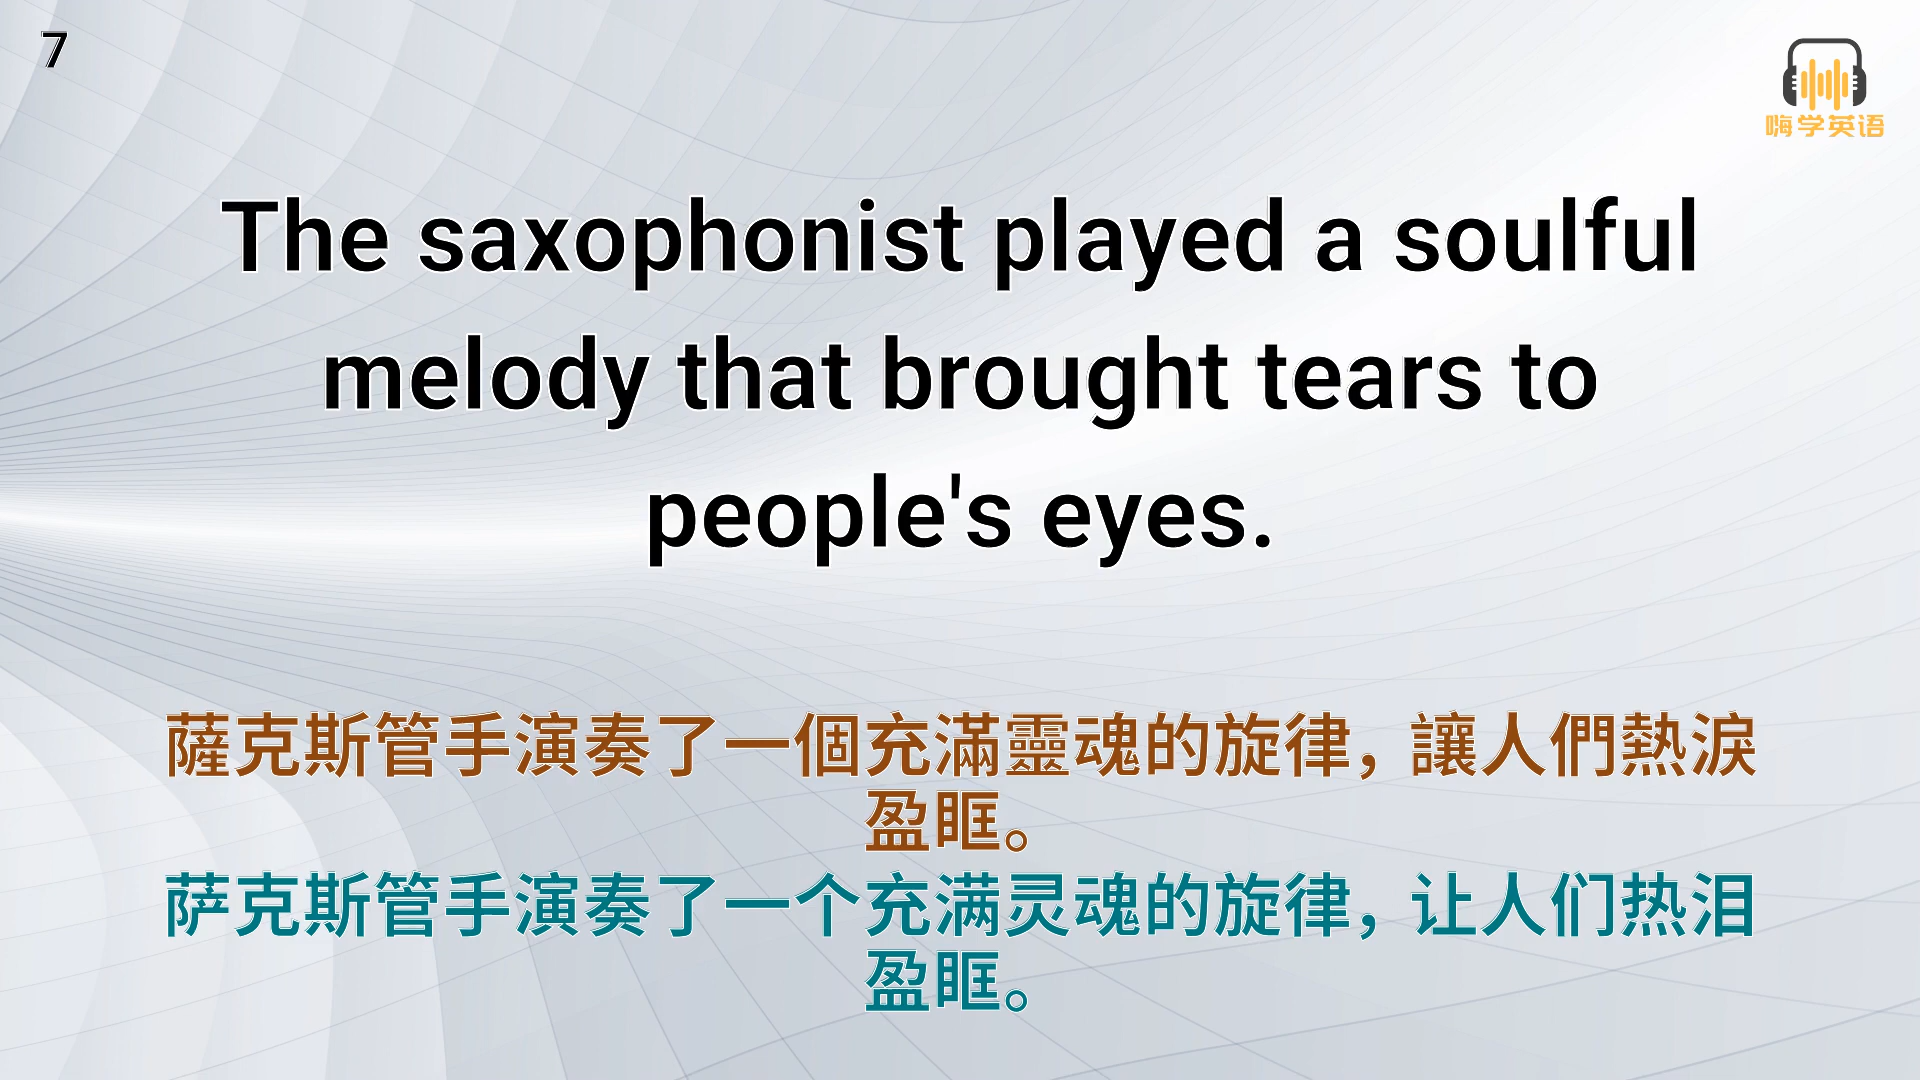 7
嗨学英语
The saxophonist played a soulful
melody that brought tears to
people's eyes.
薩克斯管手演奏了一個充滿靈魂的旋律，讓人們熱淚
盈眶。
萨克斯管手演奏了一个充满灵魂的旋律，让人们热泪
盈眶。